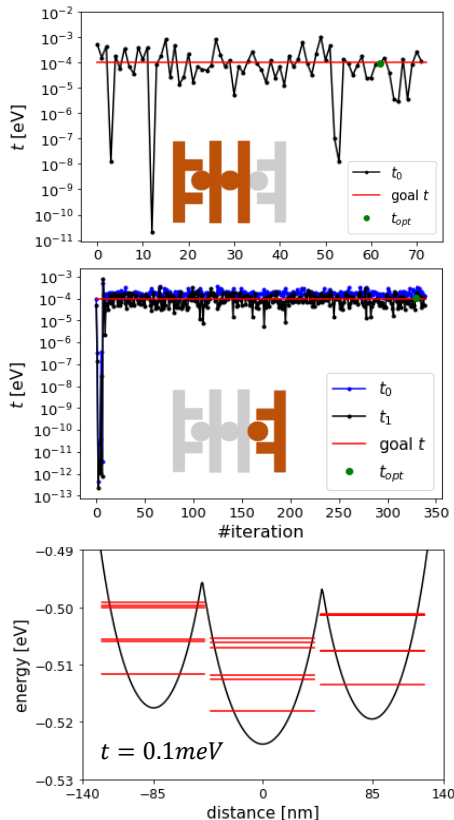 10⁻²
10⁻³
10⁻⁴
10⁻⁵
10⁻⁶
10⁻⁷
10⁻⁸
10⁻⁹
10⁻¹⁰
10⁻¹¹
t [eV]
t₀
goal t
t_opt
0 10 20 30 40 50 60 70
10⁻³
10⁻⁴
10⁻⁵
10⁻⁶
10⁻⁷
10⁻⁸
10⁻⁹
10⁻¹⁰
10⁻¹¹
10⁻¹²
10⁻¹³
t [eV]
t₀
t₁
goal t
t_opt
0 50 100 150 200 250 300 350
#iteration
−0.49
−0.50
−0.51
−0.52
−0.53
energy [eV]
t = 0.1meV
−140 −85 0 85 140
distance [nm]